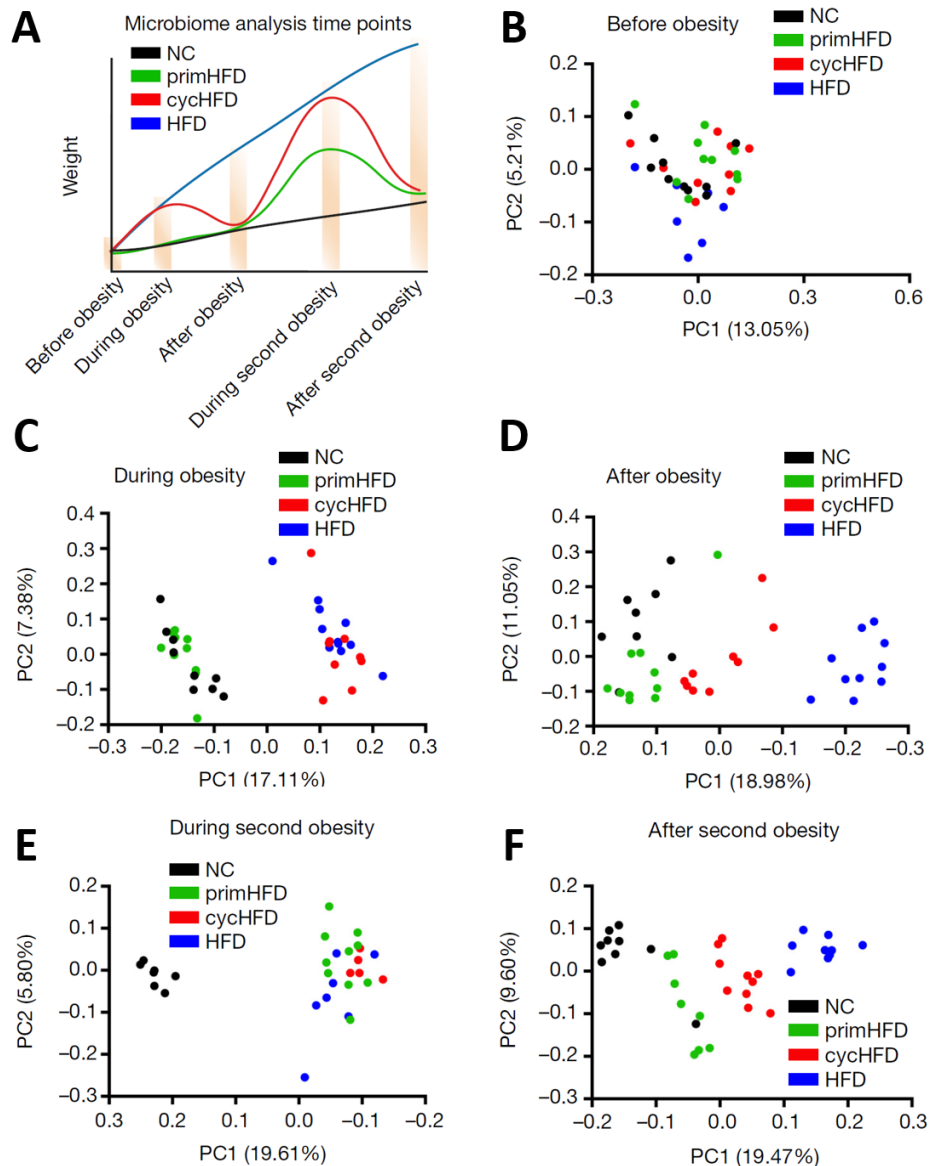 A
Microbiome analysis time points
NC
primHFD
cycHFD
HFD
Weight
Before obesity
During obesity
After obesity
During second obesity
After second obesity
B
Before obesity
NC
primHFD
cycHFD
HFD
0.2
0.1
0.0
−0.1
−0.2
PC2 (5.21%)
−0.3
0.0
0.3
0.6
PC1 (13.05%)
C
During obesity
NC
primHFD
cycHFD
HFD
0.4
0.3
0.2
0.1
0.0
−0.1
−0.2
PC2 (7.38%)
−0.3
−0.2
−0.1
0.0
0.1
0.2
0.3
PC1 (17.11%)
D
After obesity
NC
primHFD
cycHFD
HFD
0.4
0.3
0.2
0.1
0.0
−0.1
−0.2
PC2 (11.05%)
0.2
0.1
0.0
−0.1
−0.2
−0.3
PC1 (18.98%)
E
During second obesity
NC
primHFD
cycHFD
HFD
0.2
0.1
0.0
−0.1
−0.2
−0.3
PC2 (5.80%)
0.3
0.2
0.1
0.0
−0.1
−0.2
PC1 (19.61%)
F
After second obesity
NC
primHFD
cycHFD
HFD
0.2
0.1
0.0
−0.1
−0.2
−0.3
PC2 (9.60%)
−0.2
−0.1
0.0
0.1
0.2
0.3
PC1 (19.47%)